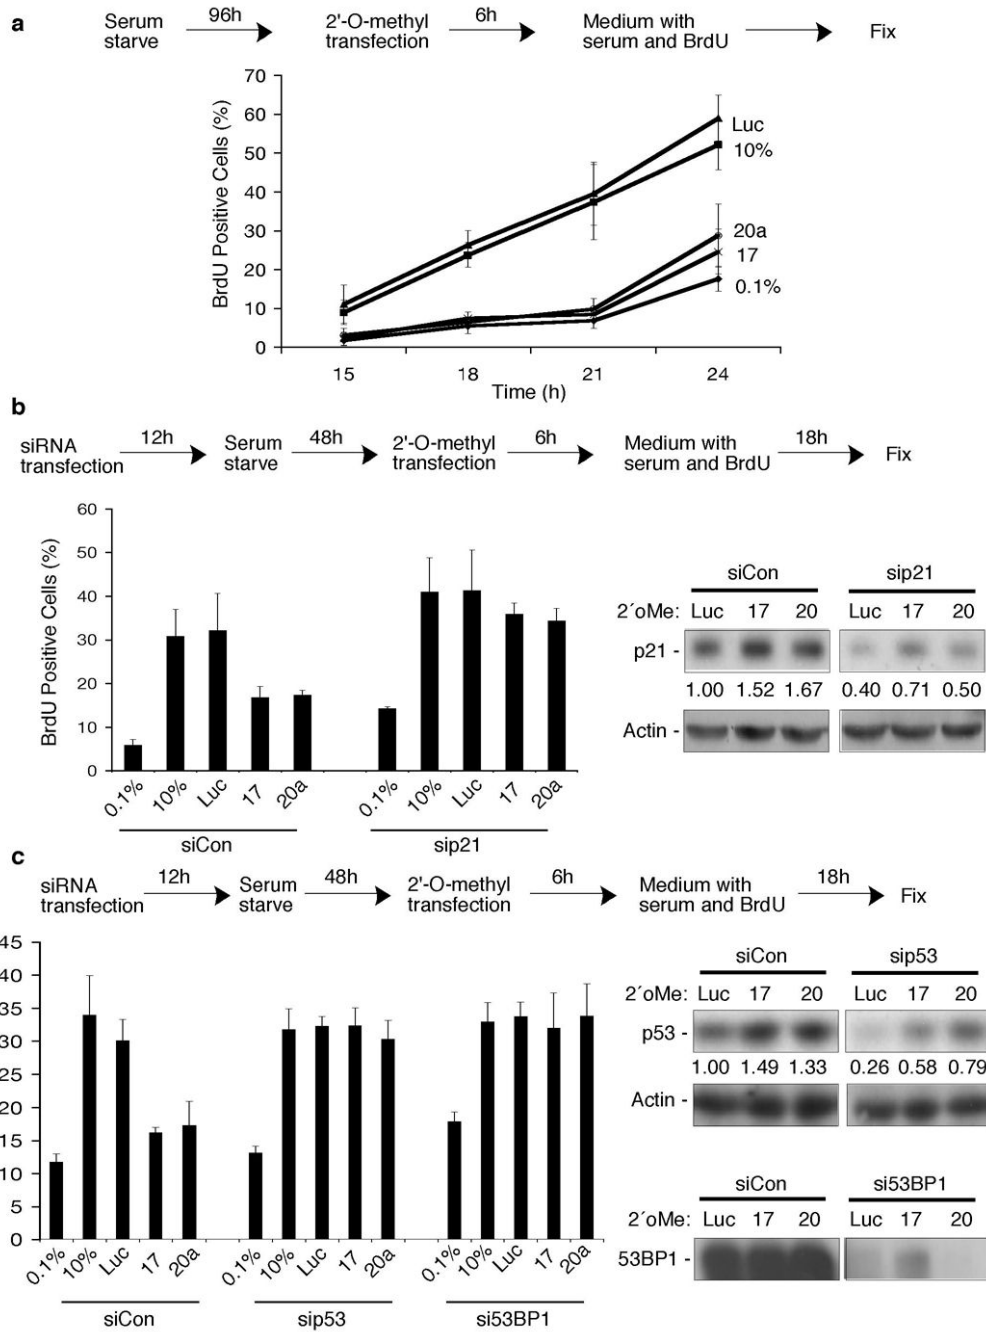 a
Serum starve
96h
2'-O-methyl transfection
6h
Medium with serum and BrdU
Fix
BrdU Positive Cells (%)
70
60
50
40
30
20
10
0
Luc
10%
20a
17
0.1%
15 18 21 24
Time (h)
b
siRNA transfection
12h
Serum starve
48h
2'-O-methyl transfection
6h
Medium with serum and BrdU
18h
Fix
BrdU Positive Cells (%)
60
50
40
30
20
10
0
0.1% 10% Luc 17 20a
siCon
0.1% 10% Luc 17 20a
sip21
siCon sip21
2´oMe: Luc 17 20 Luc 17 20
p21 -
1.00 1.52 1.67 0.40 0.71 0.50
Actin -
c
siRNA transfection
12h
Serum starve
48h
2'-O-methyl transfection
6h
Medium with serum and BrdU
18h
Fix
45
40
35
30
25
20
15
10
5
0
0.1% 10% Luc 17 20a
siCon
0.1% 10% Luc 17 20a
sip53
0.1% 10% Luc 17 20a
si53BP1
siCon sip53
2´oMe: Luc 17 20 Luc 17 20
p53 -
1.00 1.49 1.33 0.26 0.58 0.79
Actin -
siCon si53BP1
2´oMe: Luc 17 20 Luc 17 20
53BP1 -